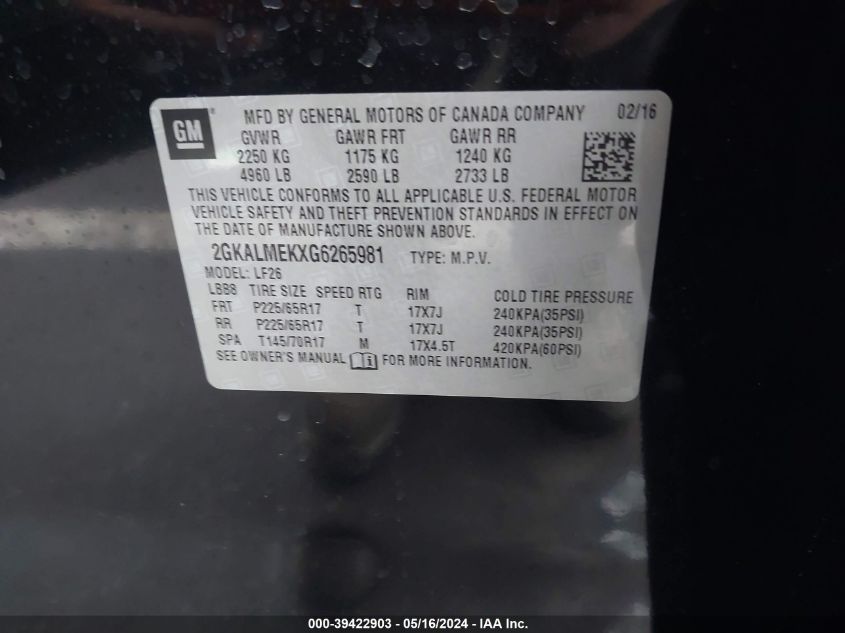 GM
MFD BY GENERAL MOTORS OF CANADA COMPANY 02/16
GVWR GAWR FRT GAWR RR
2250 KG 1175 KG 1240 KG
4960 LB 2590 LB 2733 LB
THIS VEHICLE CONFORMS TO ALL APPLICABLE U.S. FEDERAL MOTOR
VEHICLE SAFETY AND THEFT PREVENTION STANDARDS IN EFFECT ON
THE DATE OF MANUFACTURE SHOWN ABOVE.
2GKALMEKXG6265981 TYPE: M.P.V.
MODEL: LF26
LBB8 TIRE SIZE SPEED RTG RIM COLD TIRE PRESSURE
FRT P225/65R17 T 17X7J 240KPA(35PSI)
RR P225/65R17 T 17X7J 240KPA(35PSI)
SPA T145/70R17 M 17X4.5T 420KPA(60PSI)
SEE OWNER'S MANUAL FOR MORE INFORMATION.
000-39422903 - 05/16/2024 - IAA Inc.